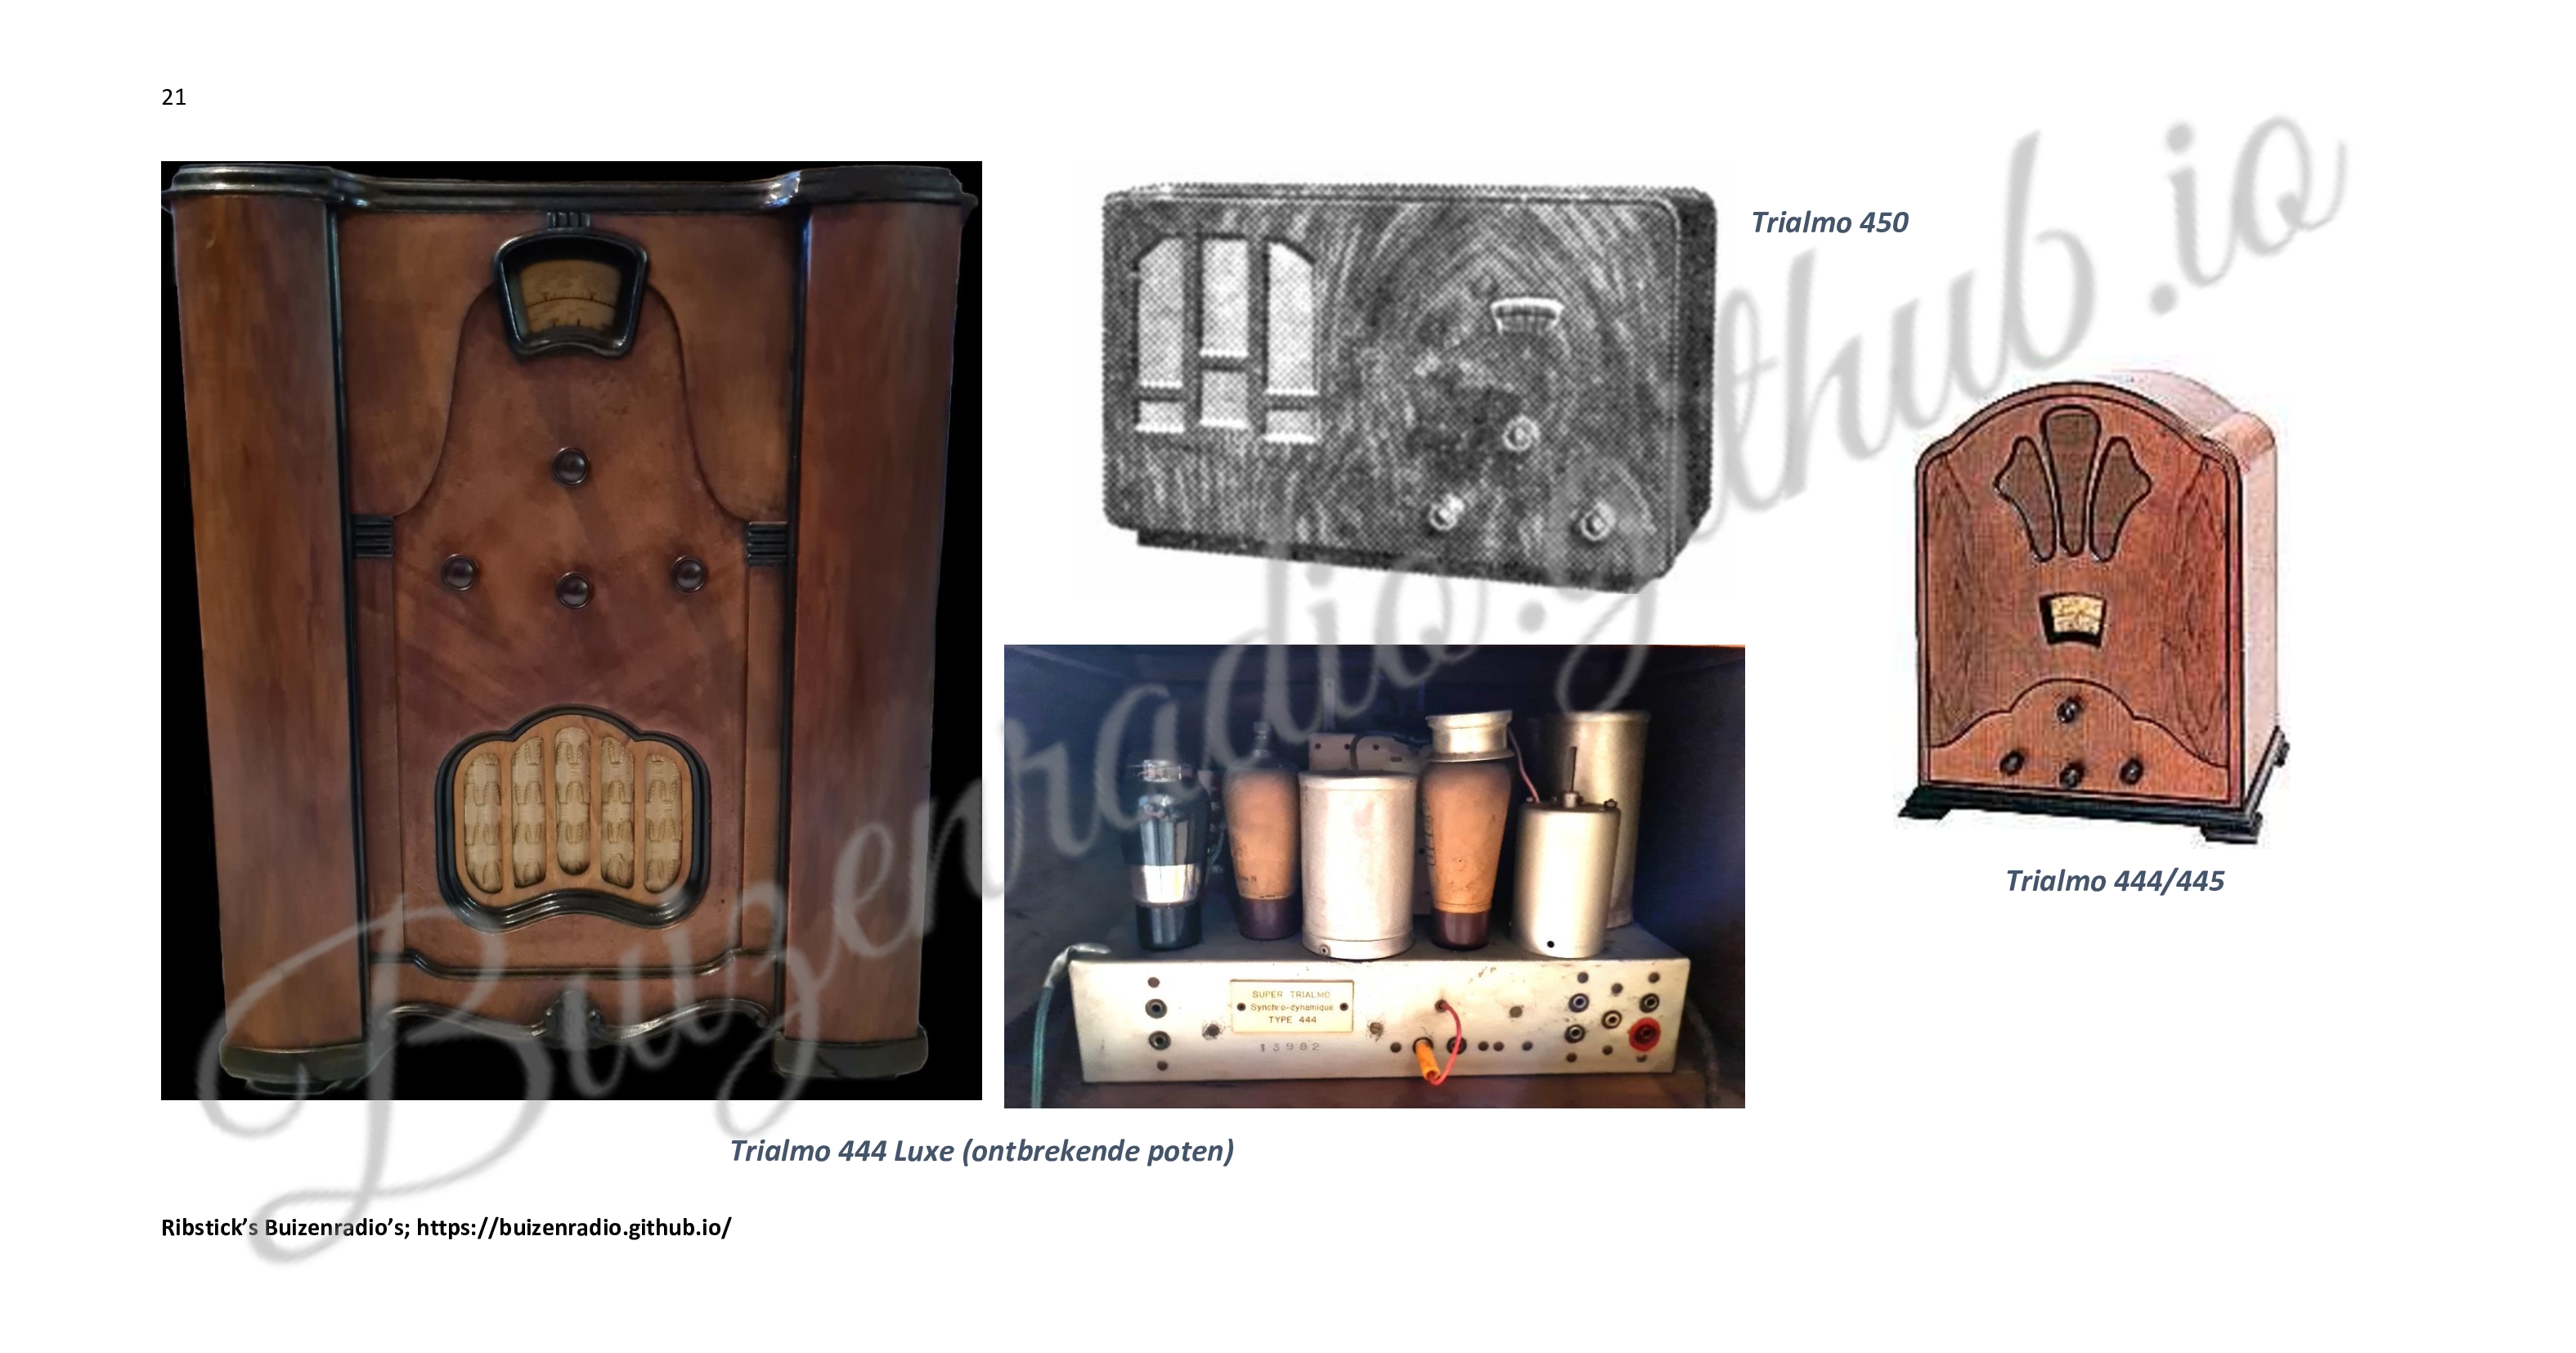 21
Trialmo 450
Trialmo 444/445
SUPER TRIALMO
Synchro-dynamique
TYPE 444
13982
Trialmo 444 Luxe (ontbrekende poten)
Ribstick’s Buizenradio’s; https://buizenradio.github.io/
Buizenradio.github.io